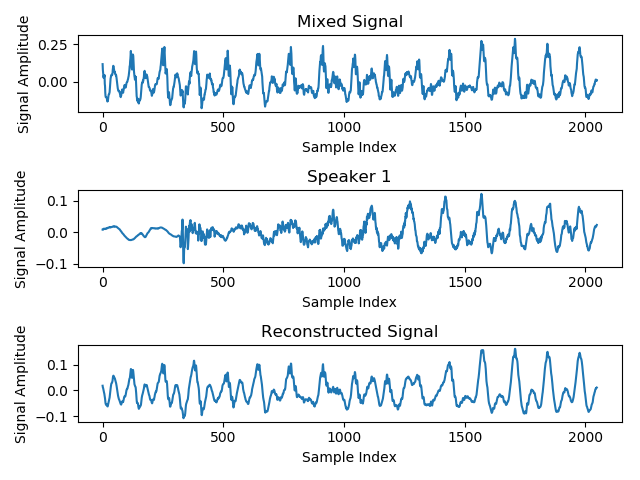 Mixed Signal
Signal Amplitude
0.25
0.00
0
500
1000
1500
2000
Sample Index
Speaker 1
Signal Amplitude
0.1
0.0
−0.1
0
500
1000
1500
2000
Sample Index
Reconstructed Signal
Signal Amplitude
0.1
0.0
−0.1
0
500
1000
1500
2000
Sample Index